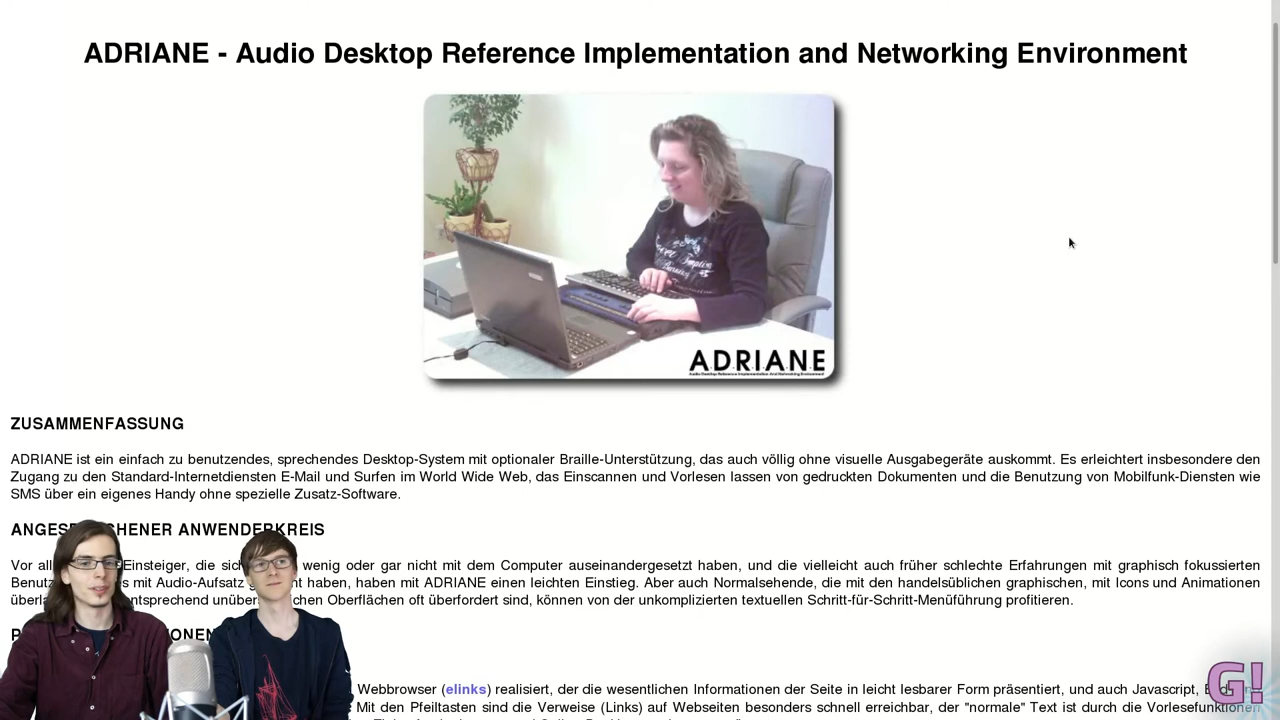 ADRIANE - Audio Desktop Reference Implementation and Networking Environment
ADRIANE
Audio Desktop Reference Implementation And Networking Environment
ZUSAMMENFASSUNG
ADRIANE ist ein einfach zu benutzendes, sprechendes Desktop-System mit optionaler Braille-Unterstützung, das auch völlig ohne visuelle Ausgabegeräte auskommt. Es erleichtert insbesondere den
Zugang zu den Standard-Internetdiensten E-Mail und Surfen im World Wide Web, das Einscannen und Vorlesen lassen von gedruckten Dokumenten und die Benutzung von Mobilfunk-Diensten wie
SMS über ein eigenes Handy ohne spezielle Zusatz-Software.
ANWENDERKREIS
Vor Einsteiger, die wenig oder gar nicht mit dem Computer auseinandergesetzt haben, und die vielleicht auch früher schlechte Erfahrungen mit graphisch fokussierten
mit Audio-Aufsatz haben, haben mit ADRIANE einen leichten Einstieg. Aber auch Normalsehende, die mit den handelsüblichen graphischen, mit Icons und Animationen
Oberflächen oft überfordert sind, können von der unkomplizierten textuellen Schritt-für-Schritt-Menüführung profitieren.
Webbrowser (elinks) realisiert, der die wesentlichen Informationen der Seite in leicht lesbarer Form präsentiert, und auch Javascript,
Mit den Pfeiltasten sind die Verweise (Links) auf Webseiten besonders schnell erreichbar, der "normale" Text ist durch die Vorlesefunktionen
G!